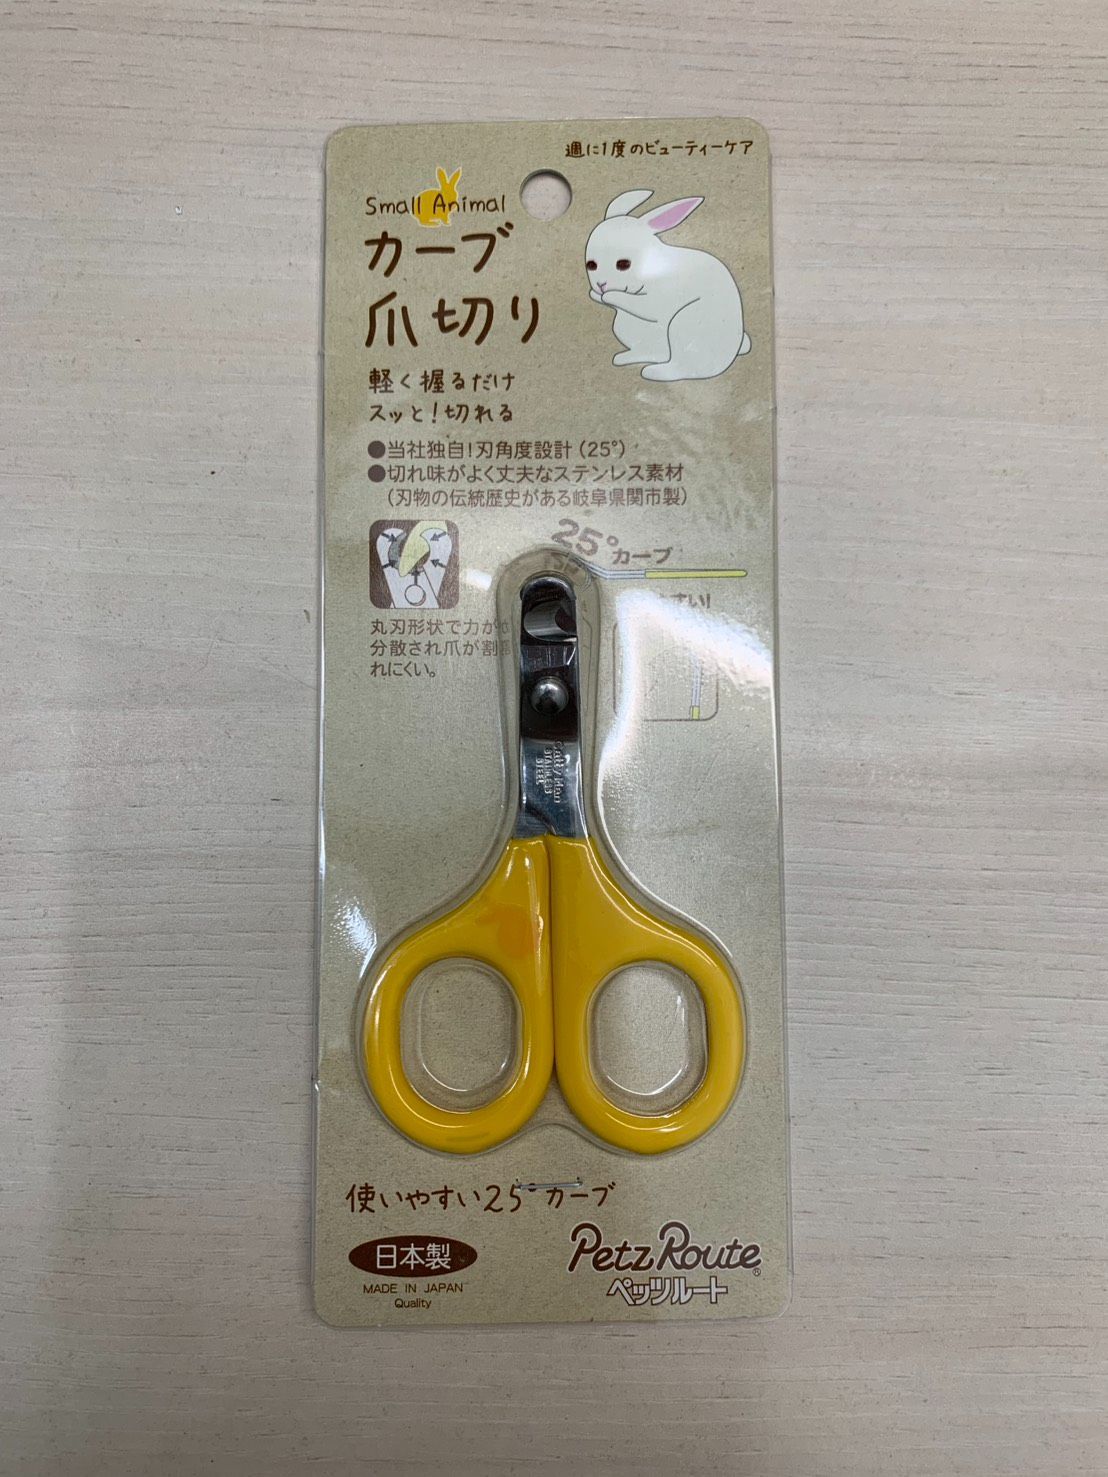 週に1度のビューティーケア
Small Animal
カーブ
爪切り
軽く握るだけ
スッと!切れる
●当社独自!刃角度設計(25°)
●切れ味がよく丈夫なステンレス素材
(刃物の伝統歴史がある岐阜県関市製)
25°カーブ
丸刃形状で力が
分散され爪が割
れにくい。
CattyMan
STAINLESS
STEEL
使いやすい25°カーブ
日本製
MADE IN JAPAN
Quality
Petz Route®
ペッツルート